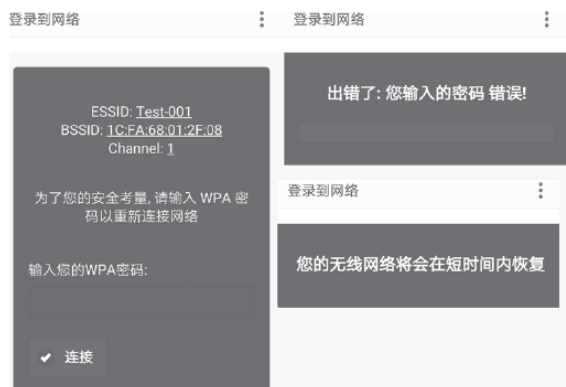 登录到网络
ESSID: Test-001
BSSID: 1C:FA:68:01:2F:08
Channel: 1
为了您的安全考量, 请输入 WPA 密
码以重新连接网络
输入您的WPA密码:
连接
登录到网络
出错了: 您输入的密码 错误!
登录到网络
您的无线网络将会在短时间内恢复